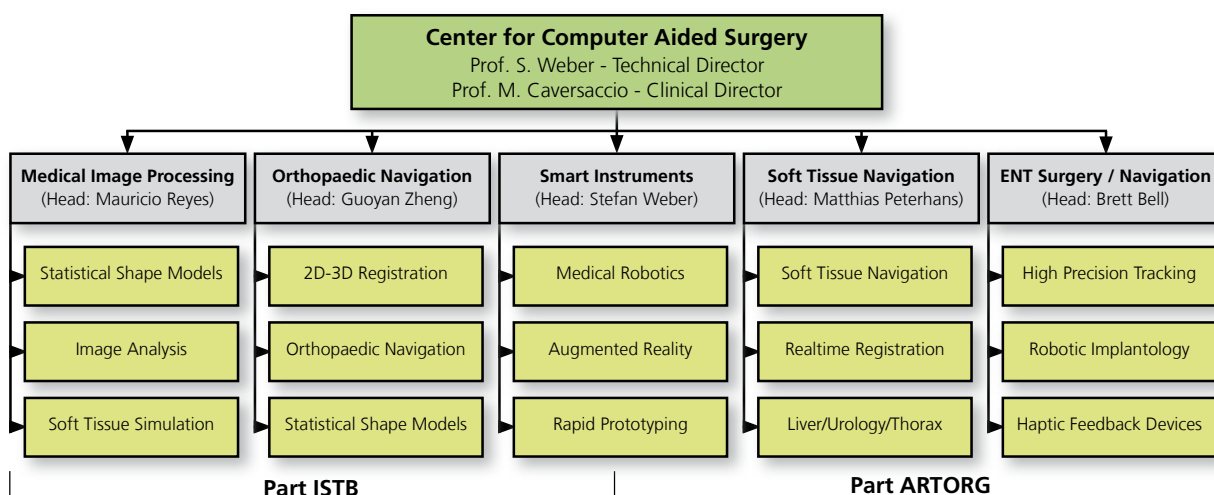 Center for Computer Aided Surgery
Prof. S. Weber - Technical Director
Prof. M. Caversaccio - Clinical Director
Medical Image Processing
(Head: Mauricio Reyes)
Orthopaedic Navigation
(Head: Guoyan Zheng)
Smart Instruments
(Head: Stefan Weber)
Soft Tissue Navigation
(Head: Matthias Peterhans)
ENT Surgery / Navigation
(Head: Brett Bell)
Statistical Shape Models
2D-3D Registration
Medical Robotics
Soft Tissue Navigation
High Precision Tracking
Image Analysis
Orthopaedic Navigation
Augmented Reality
Realtime Registration
Robotic Implantology
Soft Tissue Simulation
Statistical Shape Models
Rapid Prototyping
Liver/Urology/Thorax
Haptic Feedback Devices
Part ISTB
Part ARTORG